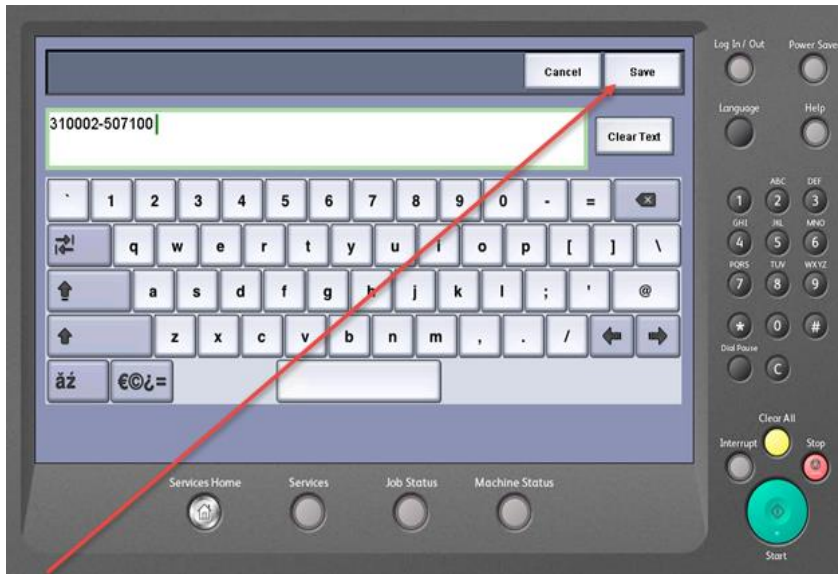 Log In / Out Power Save
Cancel Save
310002-507100
Clear Text
Language Help
` 1 2 3 4 5 6 7 8 9 0 - =
q w e r t y u i o p [ ] \
a s d f g h j k l ; ' @
z x c v b n m , . /
ăź €©¿=
ABC DEF
1 2 3
GHI JKL MNO
4 5 6
PQRS TUV WXYZ
7 8 9
* 0 #
Dial Pause
C
Clear All
Interrupt Stop
Services Home Services Job Status Machine Status
Start